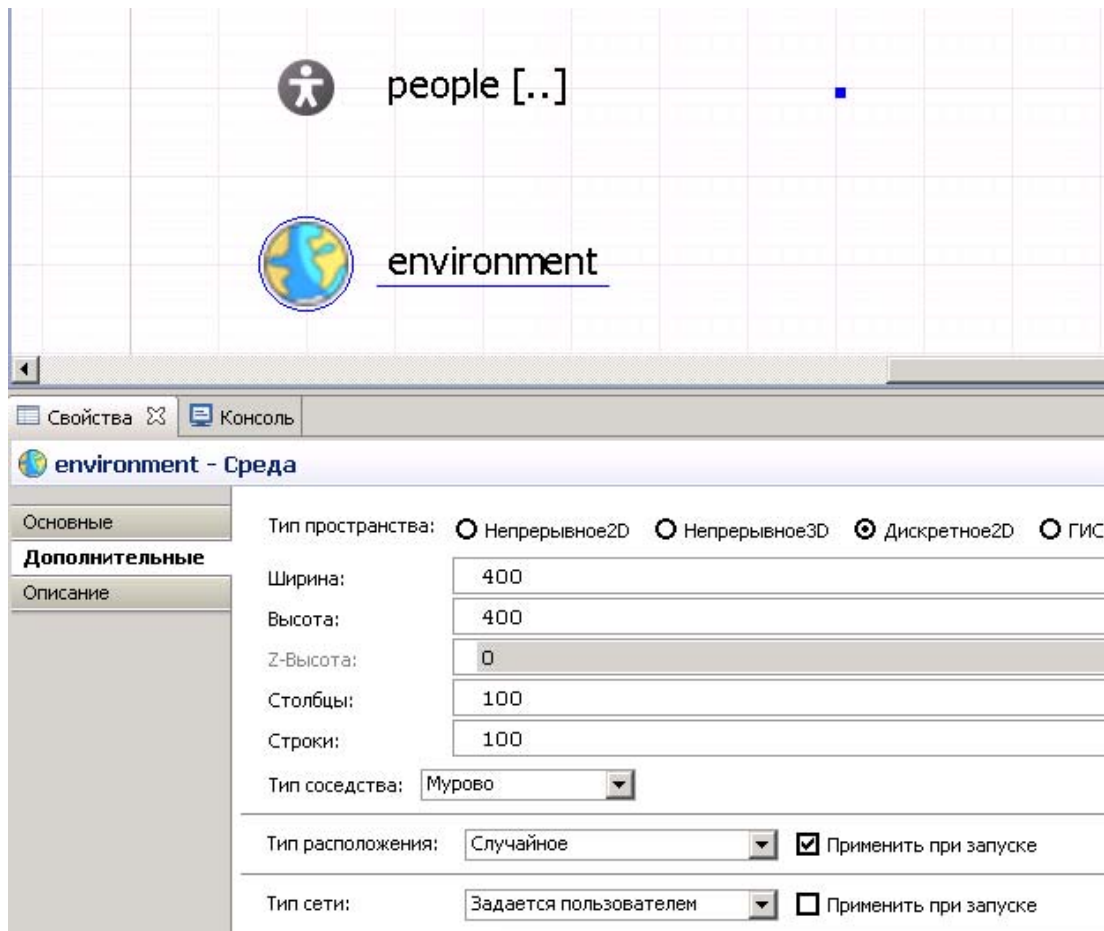 people [..]
environment
Свойства Консоль
environment - Среда
Основные
Дополнительные
Описание
Тип пространства: Непрерывное2D Непрерывное3D Дискретное2D ГИС
Ширина: 400
Высота: 400
Z-Высота: 0
Столбцы: 100
Строки: 100
Тип соседства: Мурово
Тип расположения: Случайное Применить при запуске
Тип сети: Задается пользователем Применить при запуске